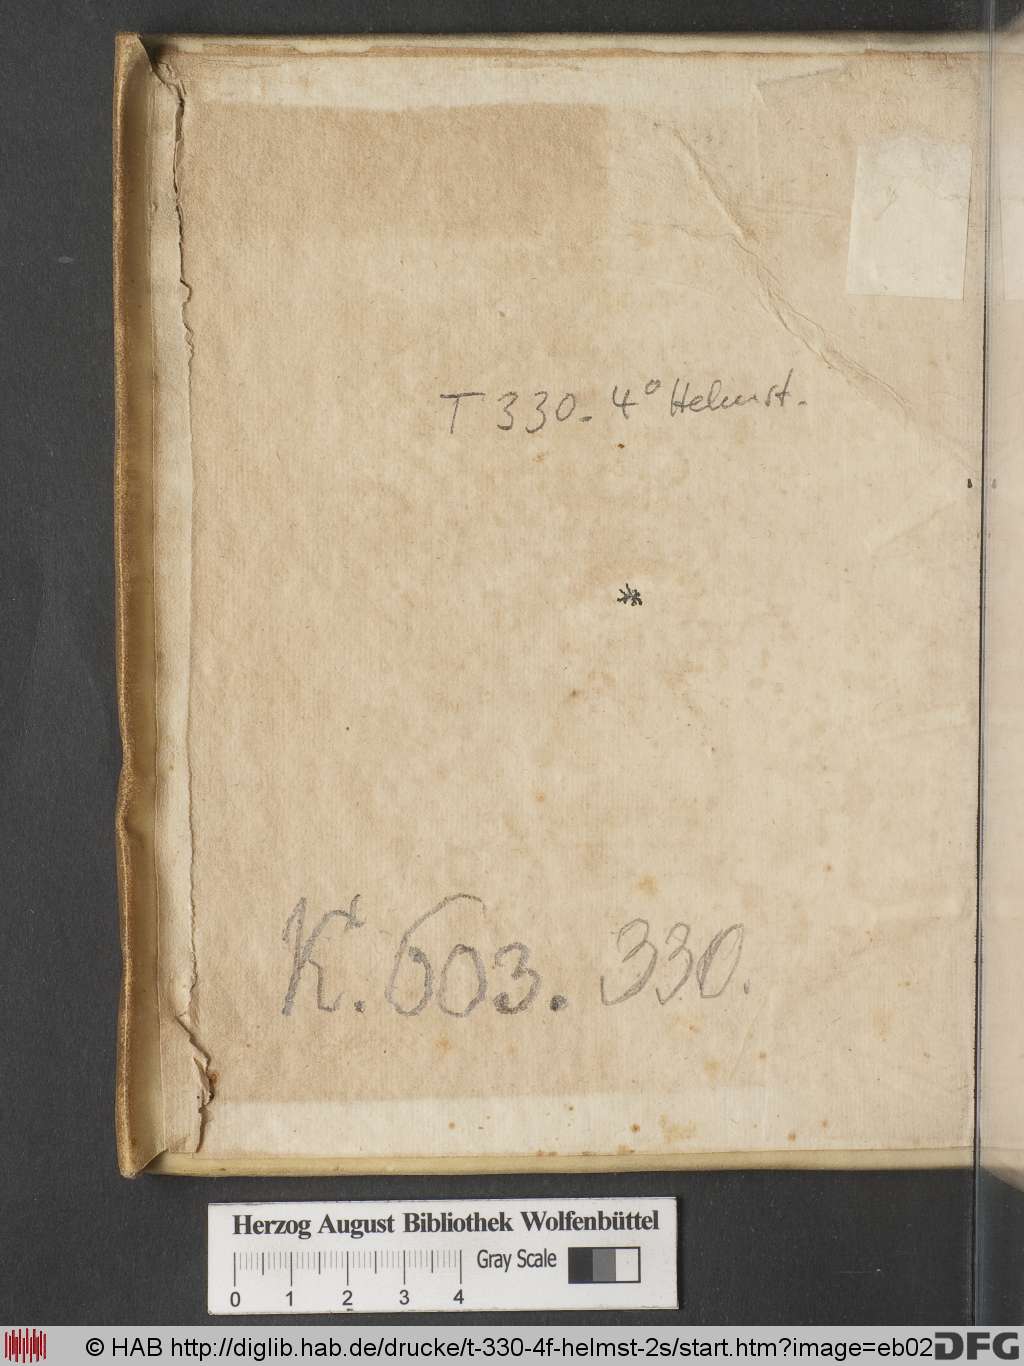 T 330. 4° Helmst.
*
K. 603. 330.
Herzog August Bibliothek Wolfenbüttel
Gray Scale
0 1 2 3 4
© HAB http://diglib.hab.de/drucke/t-330-4f-helmst-2s/start.htm?image=eb02
DFG